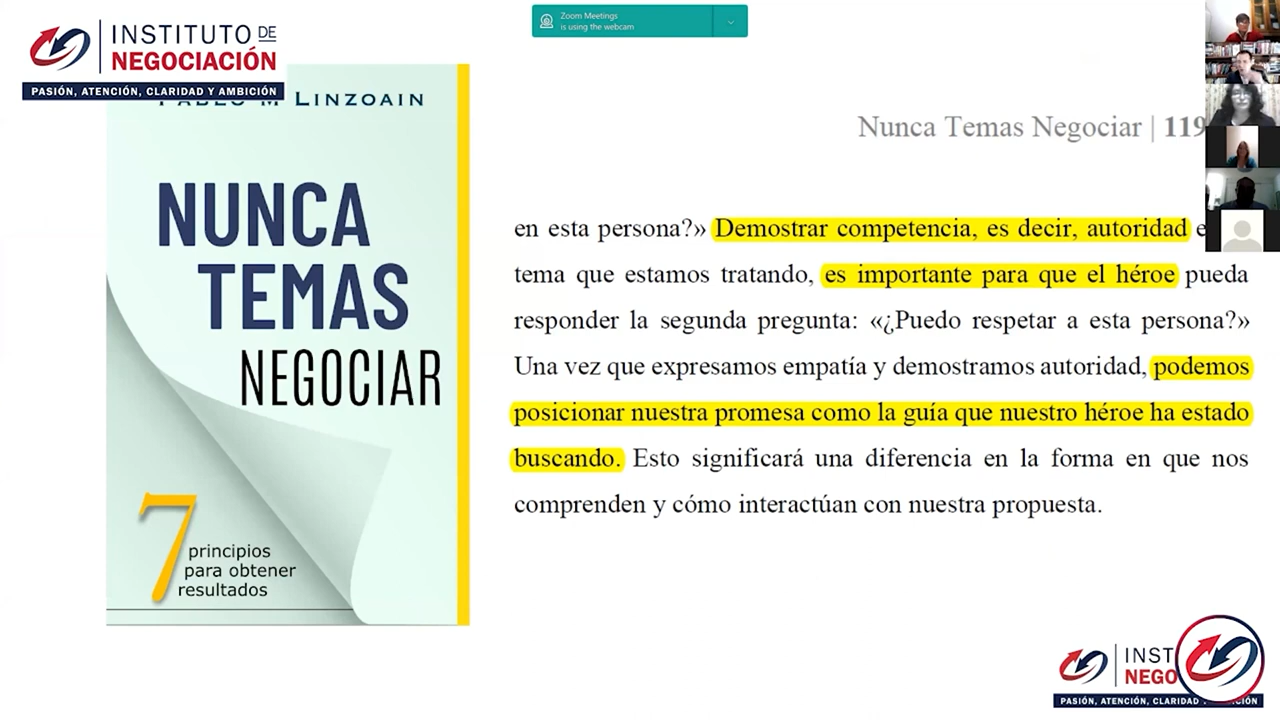 INSTITUTO DE
NEGOCIACIÓN
PASIÓN, ATENCIÓN, CLARIDAD Y AMBICIÓN
Zoom Meetings
is using the webcam
LINZOAIN
NUNCA
TEMAS
NEGOCIAR
7
principios
para obtener
resultados
Nunca Temas Negociar | 119
en esta persona?» Demostrar competencia, es decir, autoridad
tema que estamos tratando, es importante para que el héroe pueda
responder la segunda pregunta: «¿Puedo respetar a esta persona?»
Una vez que expresamos empatía y demostramos autoridad, podemos
posicionar nuestra promesa como la guía que nuestro héroe ha estado
buscando. Esto significará una diferencia en la forma en que nos
comprenden y cómo interactúan con nuestra propuesta.
INST
NEGO
PASIÓN, ATENCIÓN, CLARIDAD